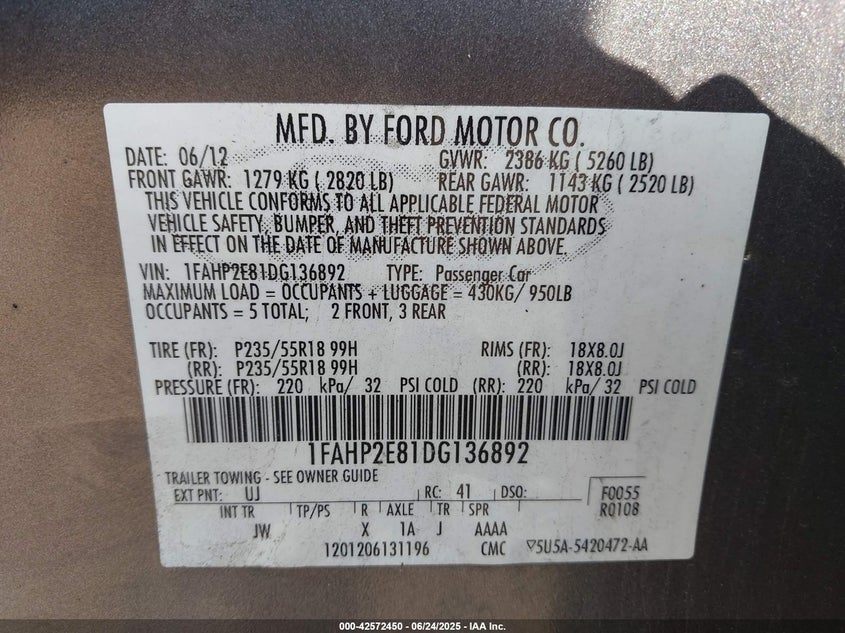 MFD. BY FORD MOTOR CO.
DATE: 06/12 GVWR: 2386 KG ( 5260 LB)
FRONT GAWR: 1279 KG ( 2820 LB) REAR GAWR: 1143 KG ( 2520 LB)
THIS VEHICLE CONFORMS TO ALL APPLICABLE FEDERAL MOTOR
VEHICLE SAFETY, BUMPER, AND THEFT PREVENTION STANDARDS
IN EFFECT ON THE DATE OF MANUFACTURE SHOWN ABOVE.
VIN: 1FAHP2E81DG136892 TYPE: Passenger Car
MAXIMUM LOAD = OCCUPANTS + LUGGAGE = 430KG/ 950LB
OCCUPANTS = 5 TOTAL; 2 FRONT, 3 REAR
TIRE (FR): P235/55R18 99H RIMS (FR): 18X8.0J
(RR): P235/55R18 99H (RR): 18X8.0J
PRESSURE (FR): 220 kPa/ 32 PSI COLD (RR): 220 kPa/ 32 PSI COLD
1FAHP2E81DG136892
TRAILER TOWING - SEE OWNER GUIDE
EXT PNT: UJ RC: 41 DSO: F0055
INT TR TP/PS R AXLE TR SPR R0108
JW X 1A J AAAA
1201206131196 CMC ▽5U5A-5420472-AA
000-42572450 - 06/24/2025 - IAA Inc.